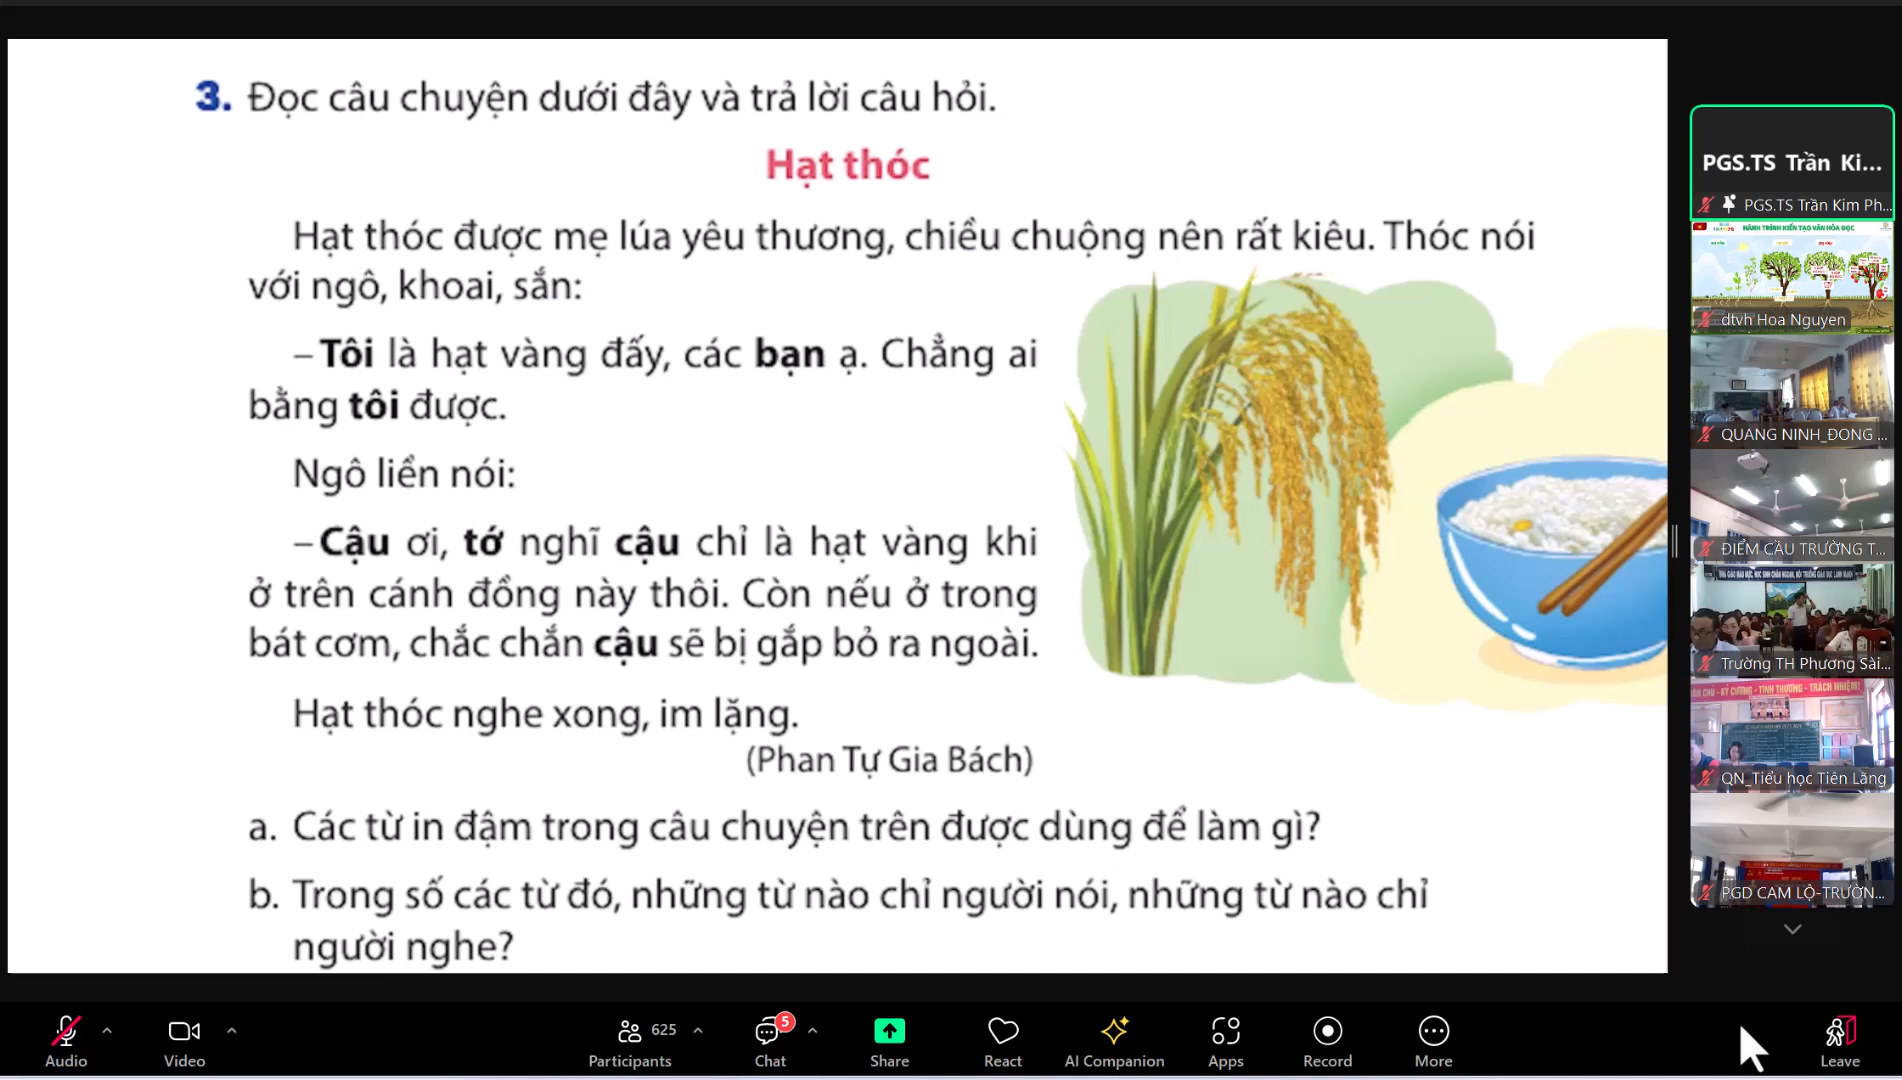 3. Đọc câu chuyện dưới đây và trả lời câu hỏi.
Hạt thóc
Hạt thóc được mẹ lúa yêu thương, chiều chuộng nên rất kiêu. Thóc nói
với ngô, khoai, sắn:
– Tôi là hạt vàng đấy, các bạn ạ. Chẳng ai
bằng tôi được.
Ngô liền nói:
– Cậu ơi, tớ nghĩ cậu chỉ là hạt vàng khi
ở trên cánh đồng này thôi. Còn nếu ở trong
bát cơm, chắc chắn cậu sẽ bị gắp bỏ ra ngoài.
Hạt thóc nghe xong, im lặng.
(Phan Tự Gia Bách)
a. Các từ in đậm trong câu chuyện trên được dùng để làm gì?
b. Trong số các từ đó, những từ nào chỉ người nói, những từ nào chỉ
người nghe?
PGS.TS Trần Ki...
PGS.TS Trần Kim Ph...
HÀNH TRÌNH KIẾN TẠO VĂN HÓA ĐỌC
dtvh Hoa Nguyen
QUANG NINH_ĐONG ...
ĐIỂM CẦU TRƯỜNG T...
Trường TH Phương Sài...
QN_Tiểu học Tiên Lãng
PGD CAM LỘ-TRƯỜN...
Audio
Video
625
Participants
5
Chat
Share
React
AI Companion
Apps
Record
More
Leave